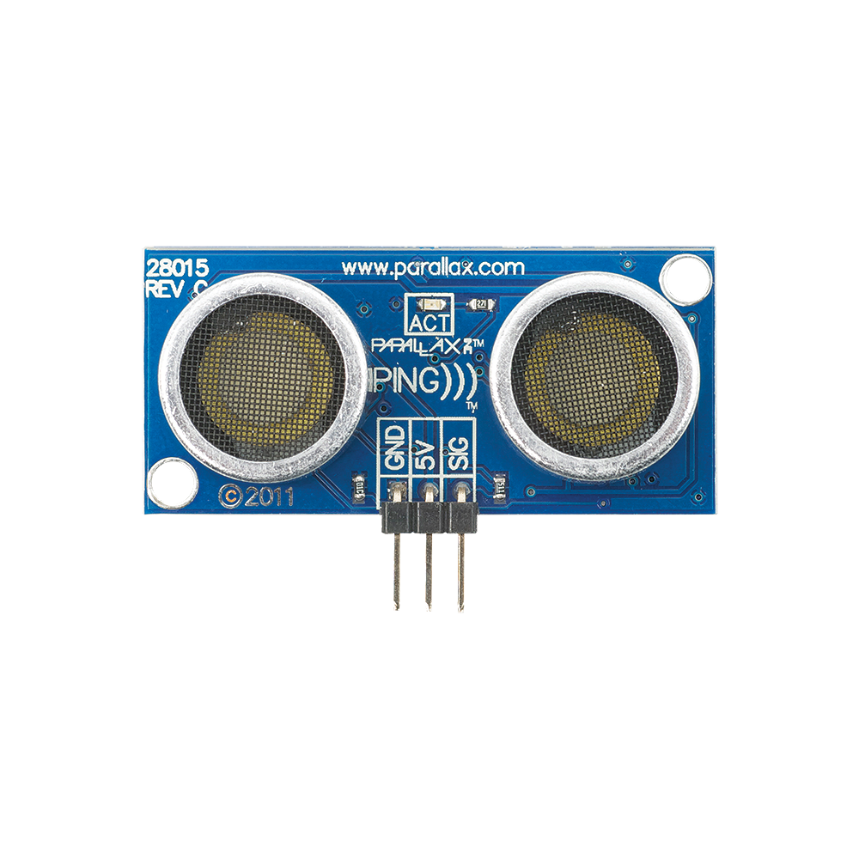 28015
REV C
www.parallax.com
ACT
PARALLAX
PING)))™
GND
5V
SIG
©2011